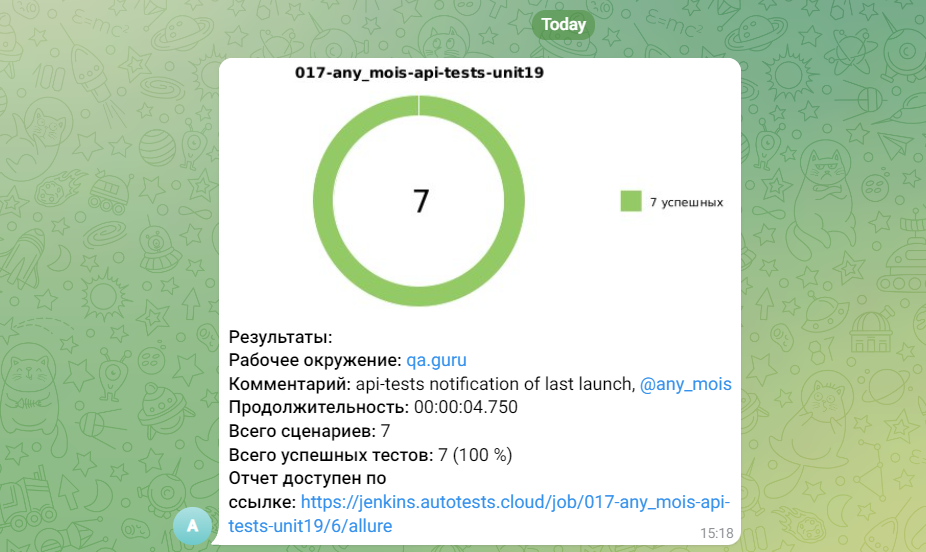 Today
017-any_mois-api-tests-unit19
7
7 успешных
Результаты:
Рабочее окружение: qa.guru
Комментарий: api-tests notification of last launch, @any_mois
Продолжительность: 00:00:04.750
Всего сценариев: 7
Всего успешных тестов: 7 (100 %)
Отчет доступен по
ссылке: https://jenkins.autotests.cloud/job/017-any_mois-api-
tests-unit19/6/allure
A
15:18